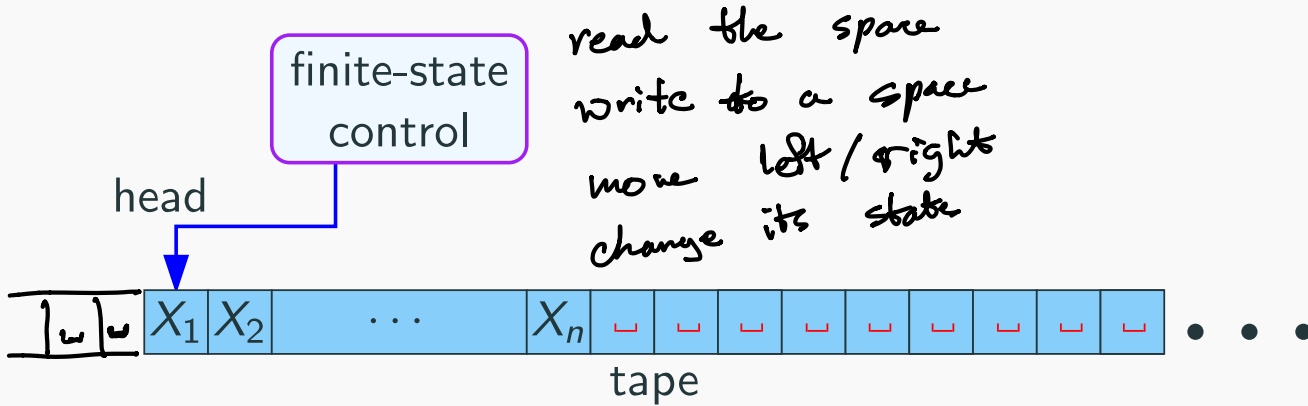 finite-state
control
read the space
write to a space
move left/right
change its state
head
␣ ␣ X₁ X₂ ··· Xₙ ␣ ␣ ␣ ␣ ␣ ␣ ␣ ␣ ␣ • • •
tape